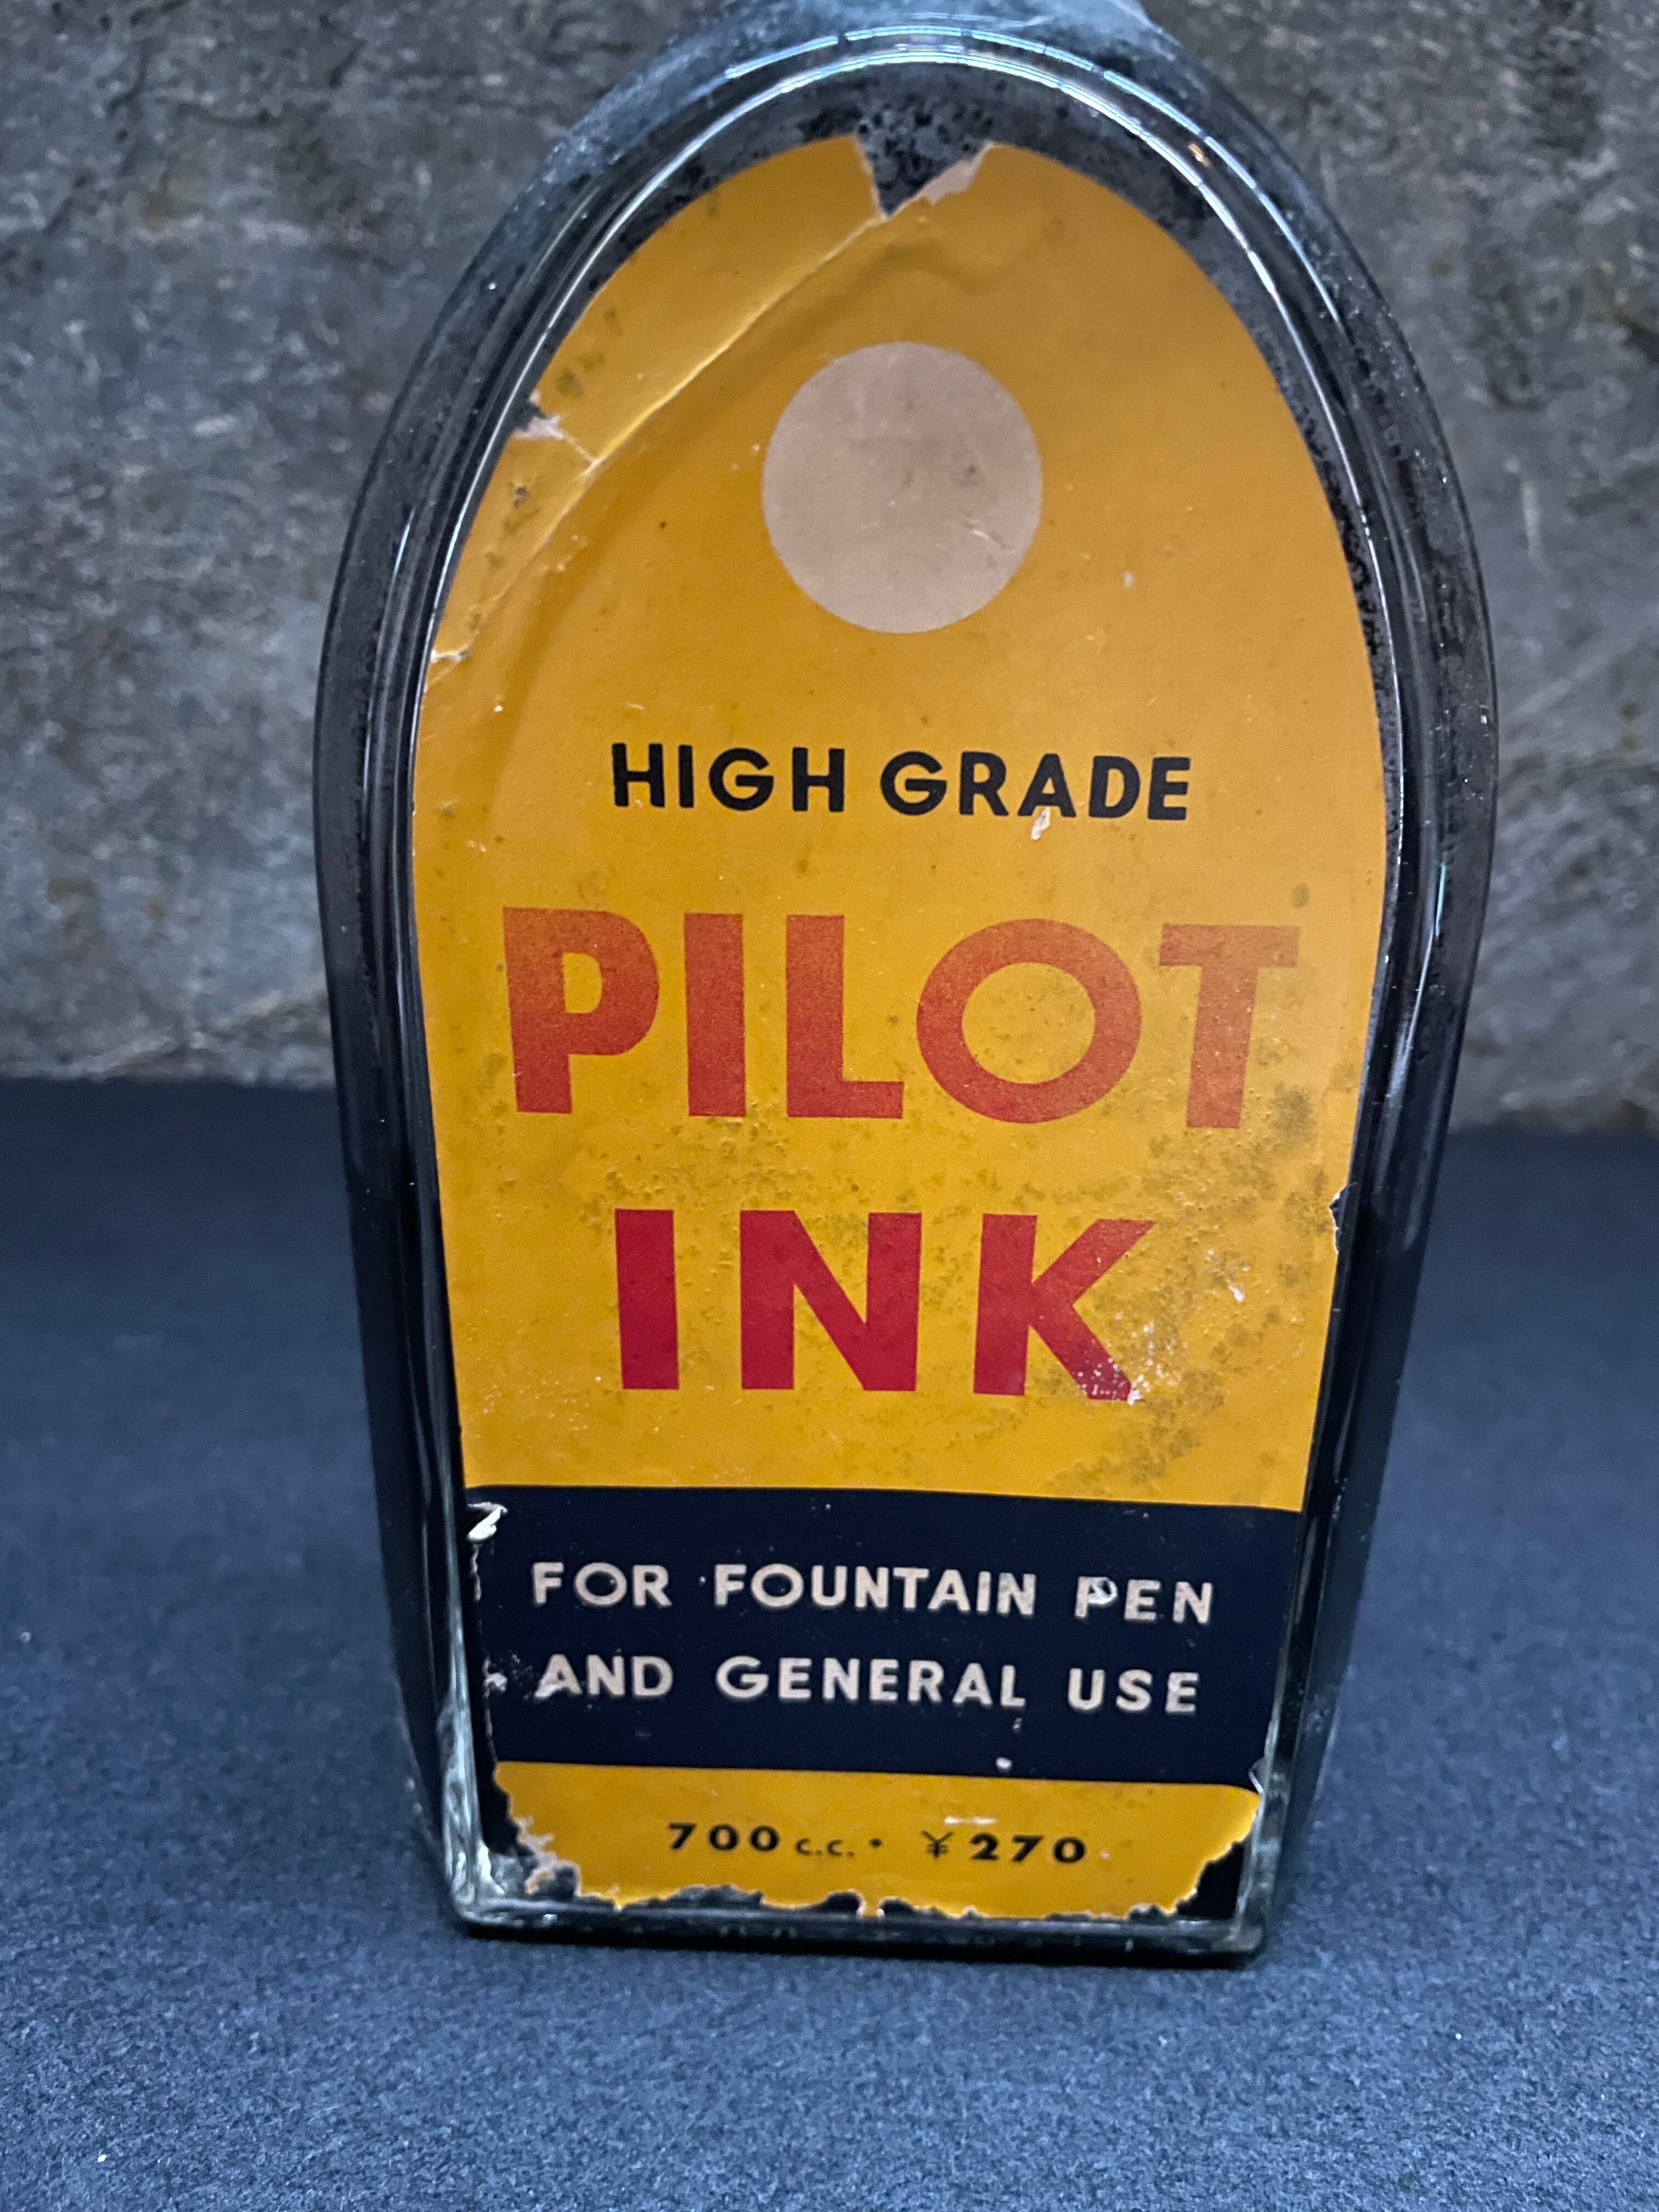 HIGH GRADE
PILOT
INK
FOR FOUNTAIN PEN
AND GENERAL USE
700 c.c. • ¥270